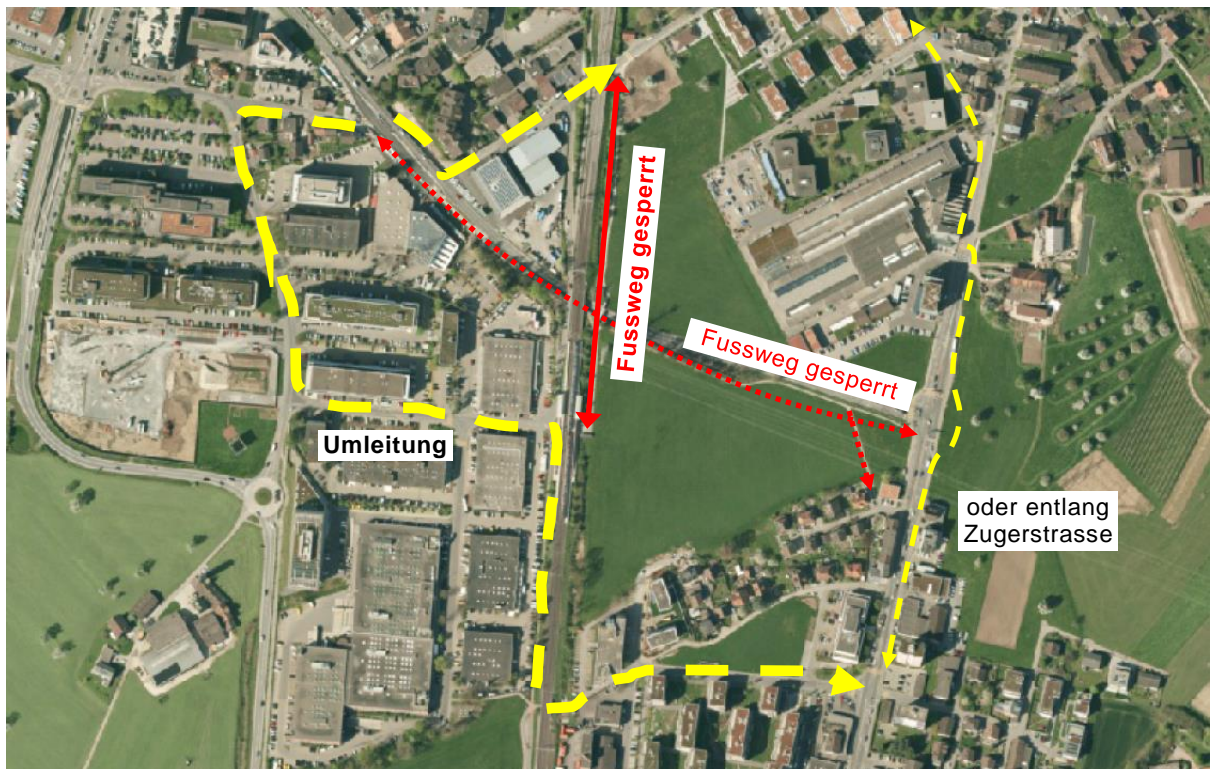 Fussweg gesperrt
Fussweg gesperrt
Umleitung
oder entlang
Zugerstrasse